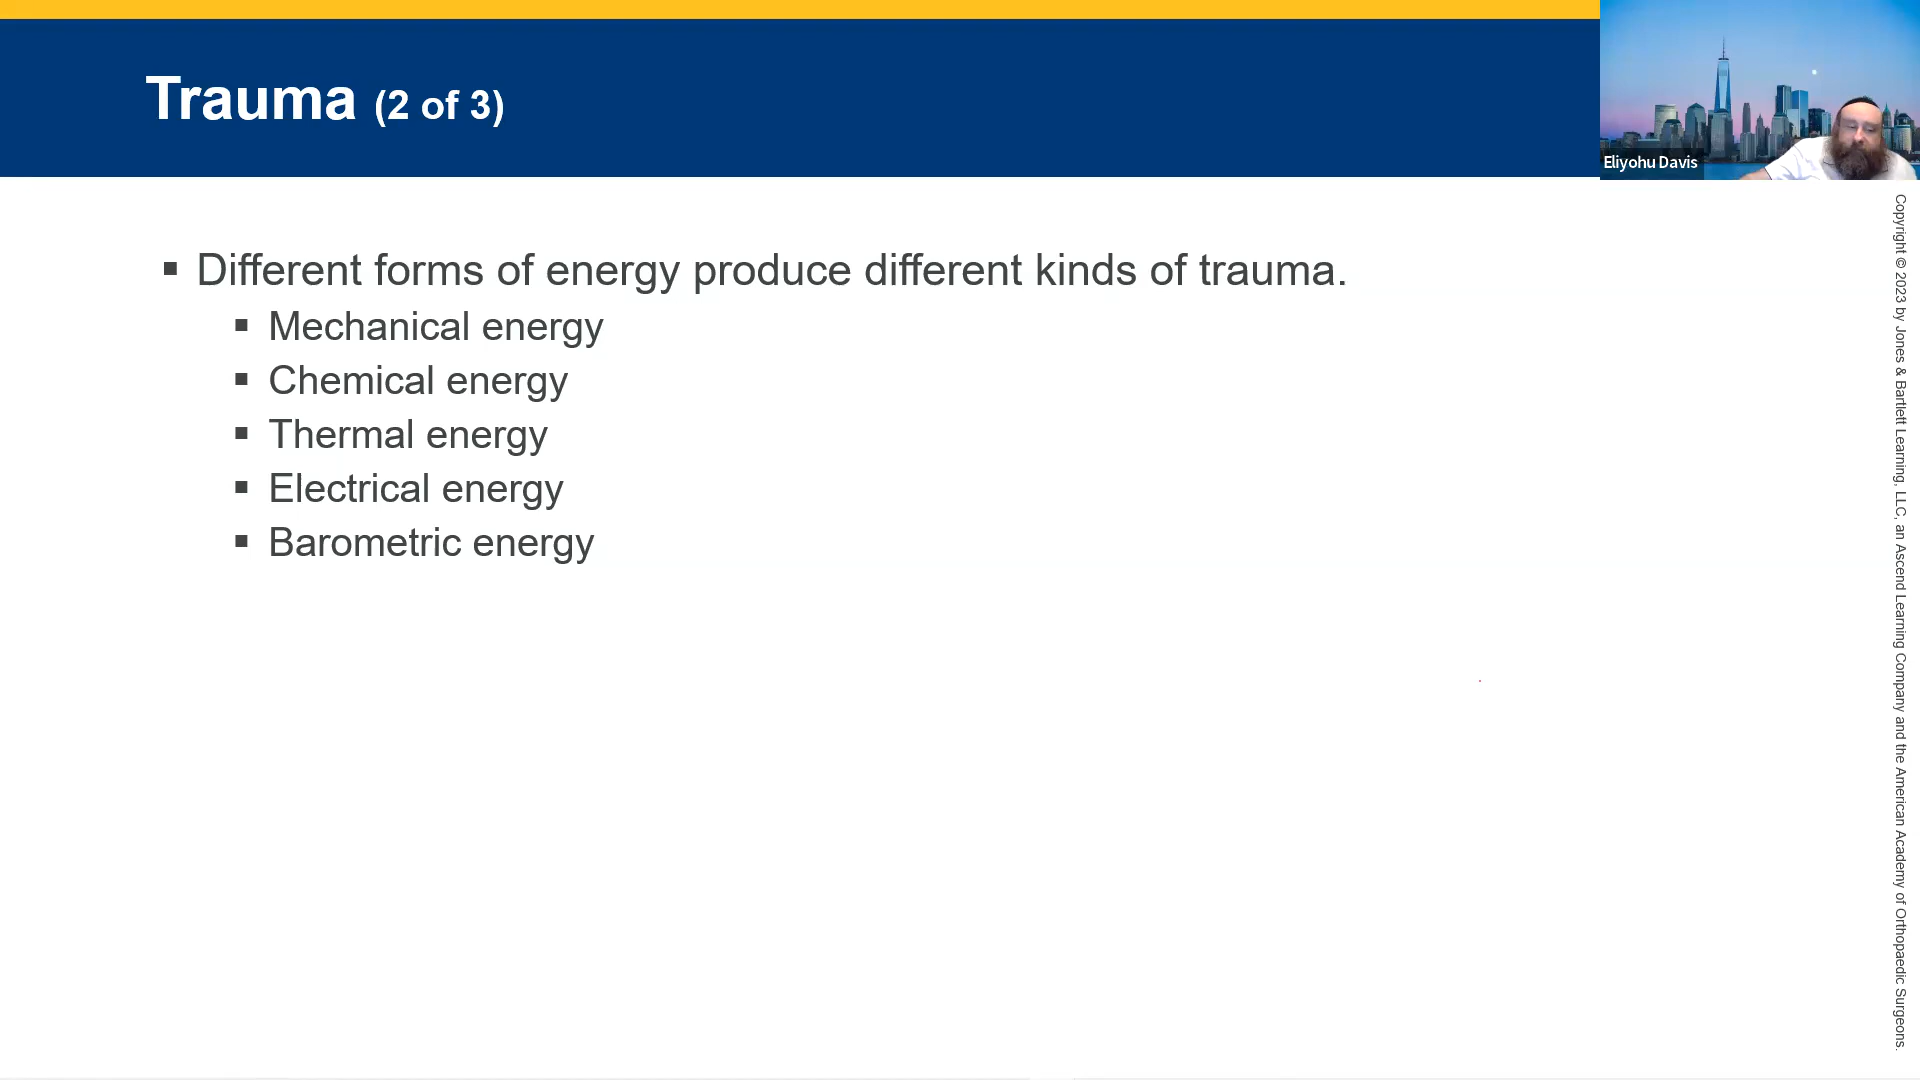 Trauma (2 of 3)
Eliyohu Davis
▪ Different forms of energy produce different kinds of trauma.
▪ Mechanical energy
▪ Chemical energy
▪ Thermal energy
▪ Electrical energy
▪ Barometric energy
Copyright © 2023 by Jones & Bartlett Learning, LLC, an Ascend Learning Company and the American Academy of Orthopaedic Surgeons.